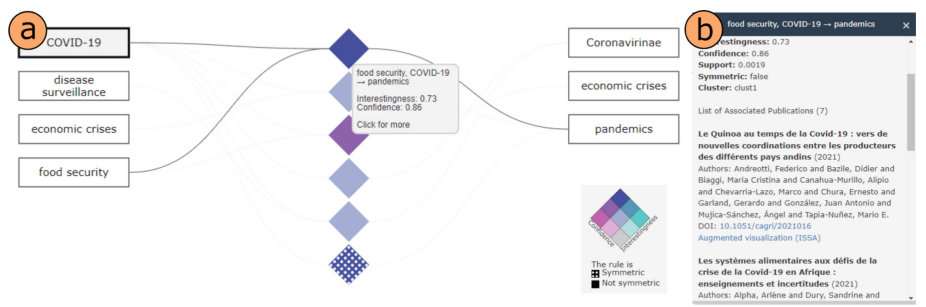 a
COVID-19
disease
surveillance
economic crises
food security
food security, COVID-19
→ pandemics
Interestingness: 0.73
Confidence: 0.86
Click for more
Coronavirinae
economic crises
pandemics
Confidence
Interestingness
The rule is
Symmetric
Not symmetric
b
food security, COVID-19 → pandemics ×
Interestingness: 0.73
Confidence: 0.86
Support: 0.0019
Symmetric: false
Cluster: clust1
List of Associated Publications (7)
Le Quinoa au temps de la Covid-19 : vers de
nouvelles coordinations entre les producteurs
des différents pays andins (2021)
Authors: Andreotti, Federico and Bazile, Didier and
Biaggi, Maria Cristina and Canahua-Murillo, Alipio
and Chevarria-Lazo, Marco and Chura, Ernesto and
Garland, Gerardo and González, Juan Antonio and
Mujica-Sánchez, Ángel and Tapia-Nuñez, Mario E.
DOI: 10.1051/cagri/2021016
Augmented visualization (ISSA)
Les systèmes alimentaires aux défis de la
crise de la Covid-19 en Afrique :
enseignements et incertitudes (2021)
Authors: Alpha, Arlène and Dury, Sandrine and